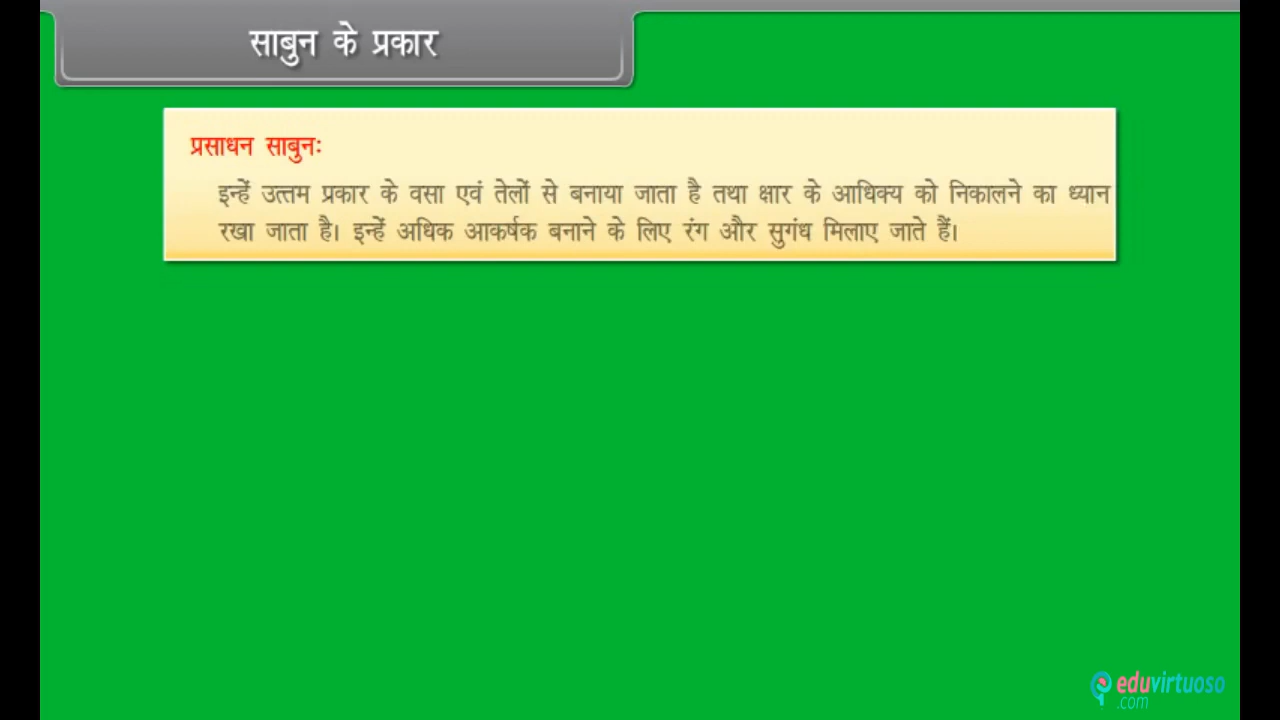 साबुन के प्रकार
प्रसाधन साबुनः
इन्हें उत्तम प्रकार के वसा एवं तेलों से बनाया जाता है तथा क्षार के आधिक्य को निकालने का ध्यान
रखा जाता है। इन्हें अधिक आकर्षक बनाने के लिए रंग और सुगंध मिलाए जाते हैं।
eduvirtuoso
.com